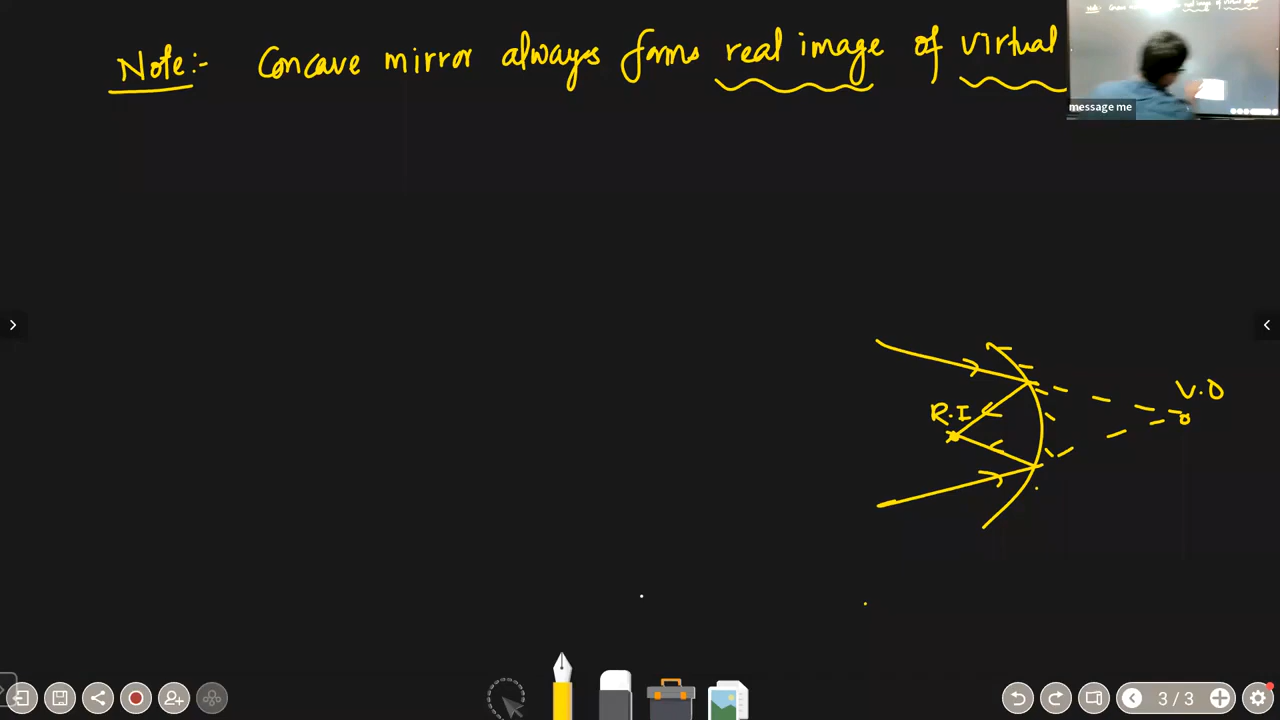 Note:- Concave mirror always forms real image of virtual
message me
V.O
R.I
3/3